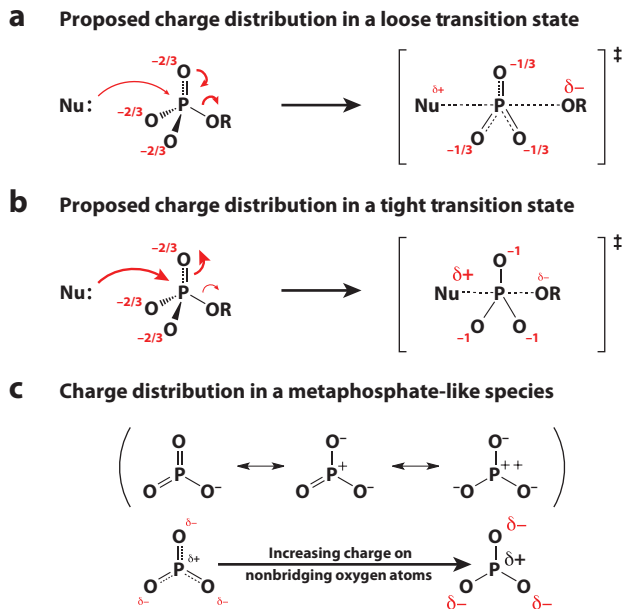 a Proposed charge distribution in a loose transition state
–2/3
O
Nu: P
–2/3 O OR
O
–2/3
‡
O –1/3
δ+ δ–
Nu P OR
O O
–1/3 –1/3
b Proposed charge distribution in a tight transition state
–2/3
O
Nu: P
–2/3 O OR
O
–2/3
‡
O –1
δ+ δ–
Nu P OR
O O
–1 –1
c Charge distribution in a metaphosphate-like species
O O– O–
P P+ P++
O O– O O– –O O–
δ–
O
P δ+
O O
δ– δ–
Increasing charge on
nonbridging oxygen atoms
δ–
O
δ+
P
O O
δ– δ–